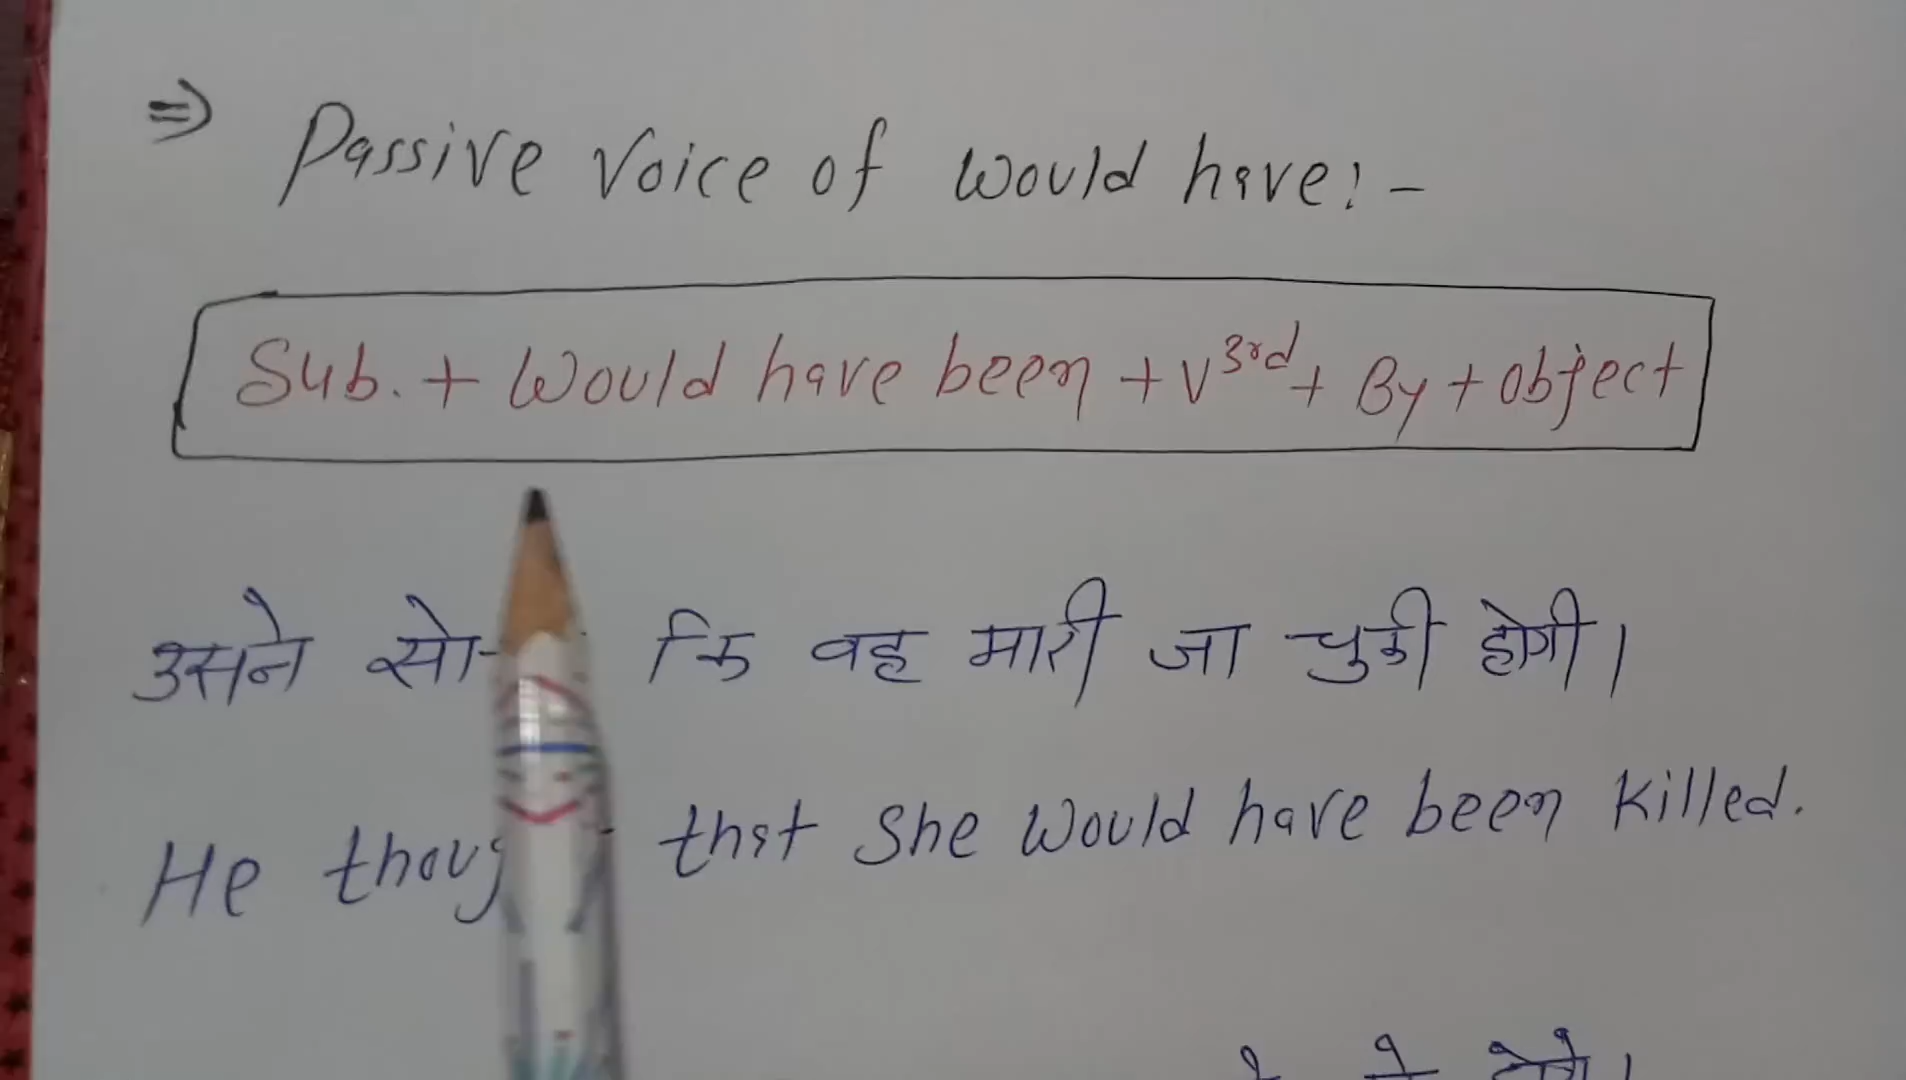 ⇒ Passive Voice of Would have:-
Sub. + Would have been + V3rd + By + object
उसने कि वह मारी जा चुकी होगी।
He that She Would have been Killed.